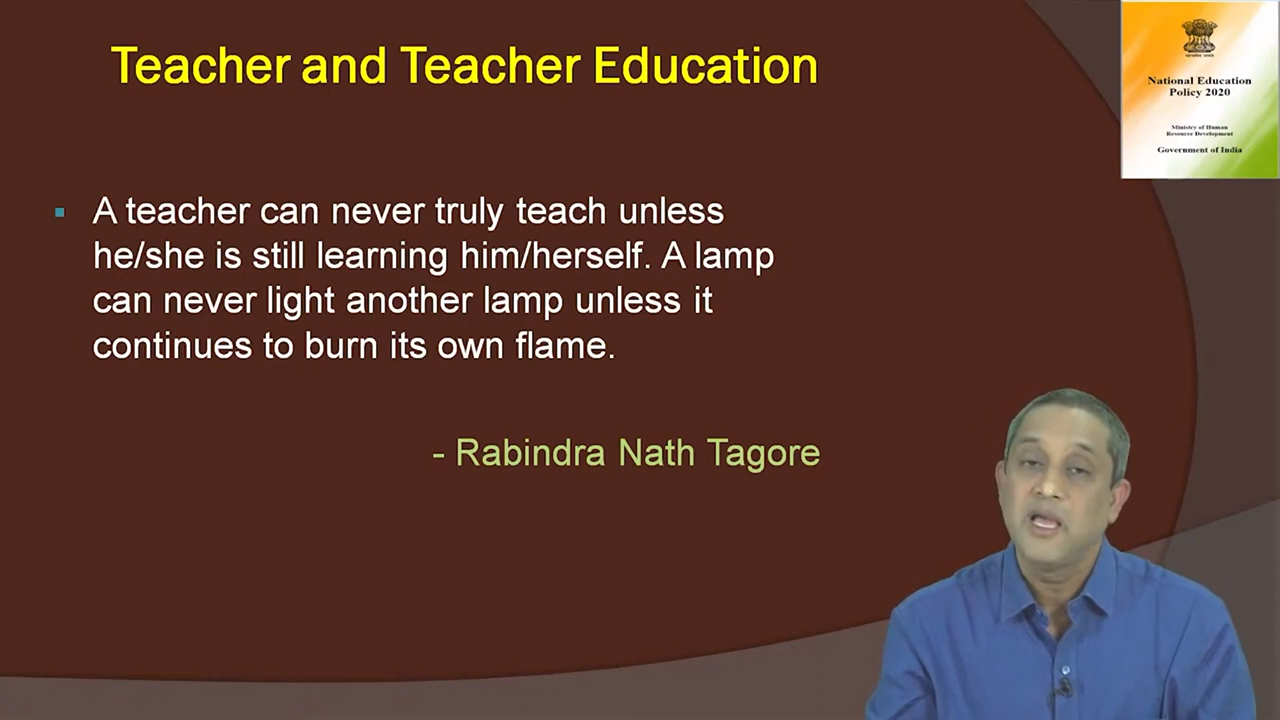 Teacher and Teacher Education
National Education
Policy 2020
Ministry of Human
Resource Development
Government of India
A teacher can never truly teach unless
he/she is still learning him/herself. A lamp
can never light another lamp unless it
continues to burn its own flame.
- Rabindra Nath Tagore